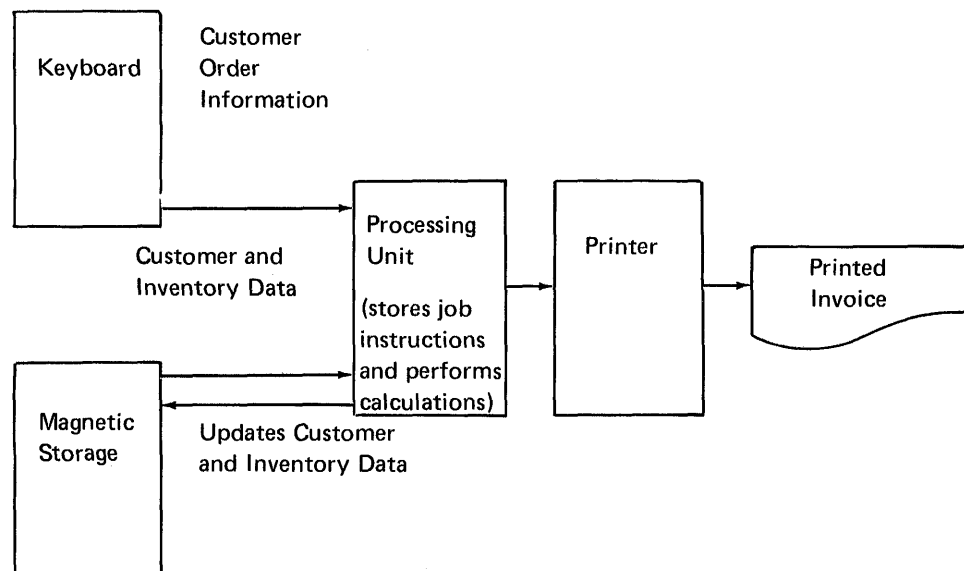 Keyboard
Customer
Order
Information
Customer and
Inventory Data
Processing
Unit
(stores job
instructions
and performs
calculations)
Printer
Printed
Invoice
Magnetic
Storage
Updates Customer
and Inventory Data